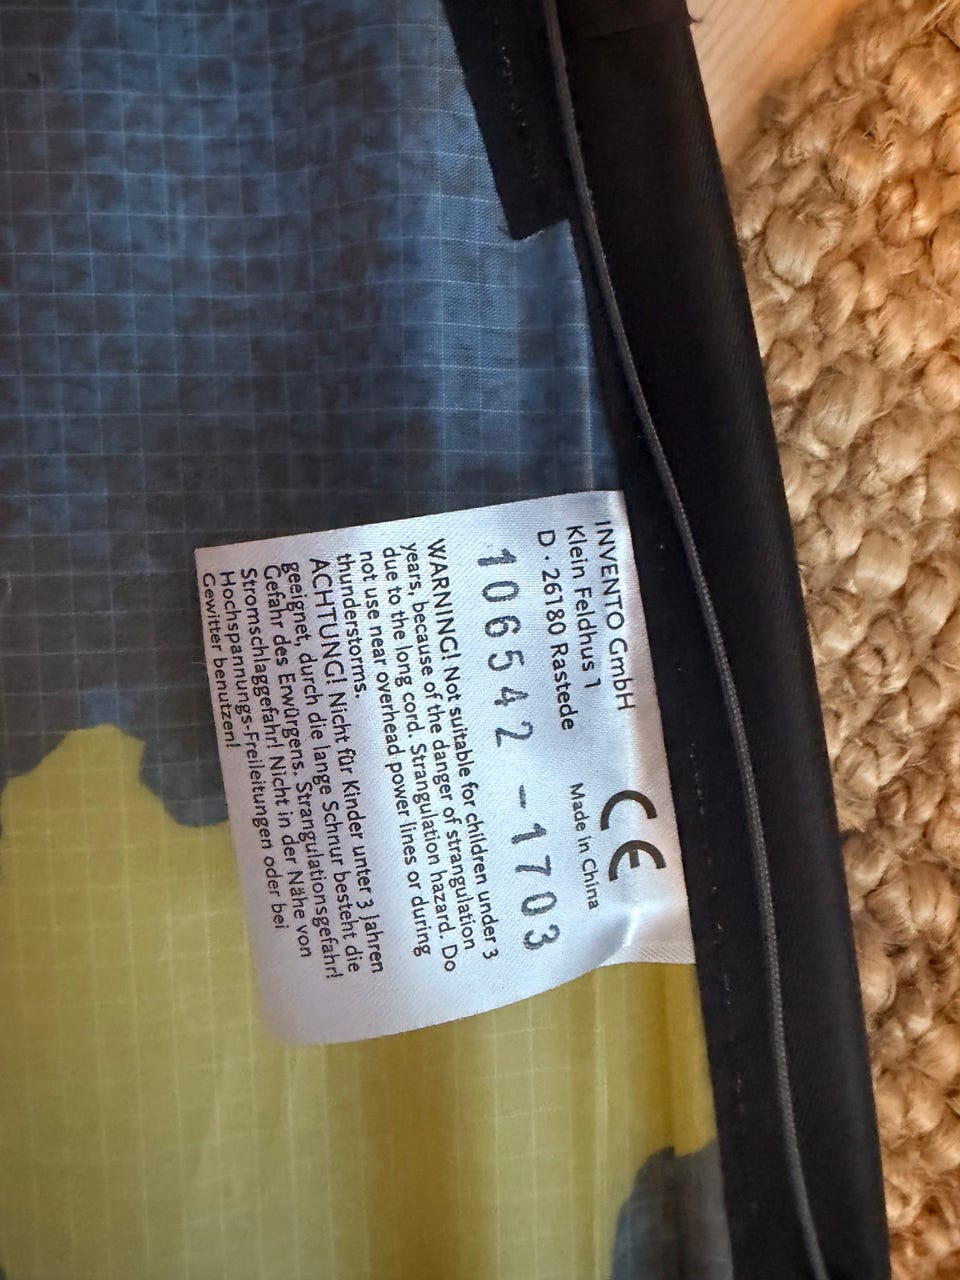 INVENTO GmbH
Klein Feldhus 1
D · 26180 Rastede
CE
Made in China
106542-1703
WARNING! Not suitable for children under 3
years, because of the danger of strangulation
due to the long cord. Strangulation hazard. Do
not use near overhead power lines or during
thunderstorms.
ACHTUNG! Nicht für Kinder unter 3 Jahren
geeignet, durch die lange Schnur besteht die
Gefahr des Erwürgens. Strangulationsgefahr!
Stromschlaggefahr! Nicht in der Nähe von
Hochspannungs-Freileitungen oder bei
Gewitter benutzen!